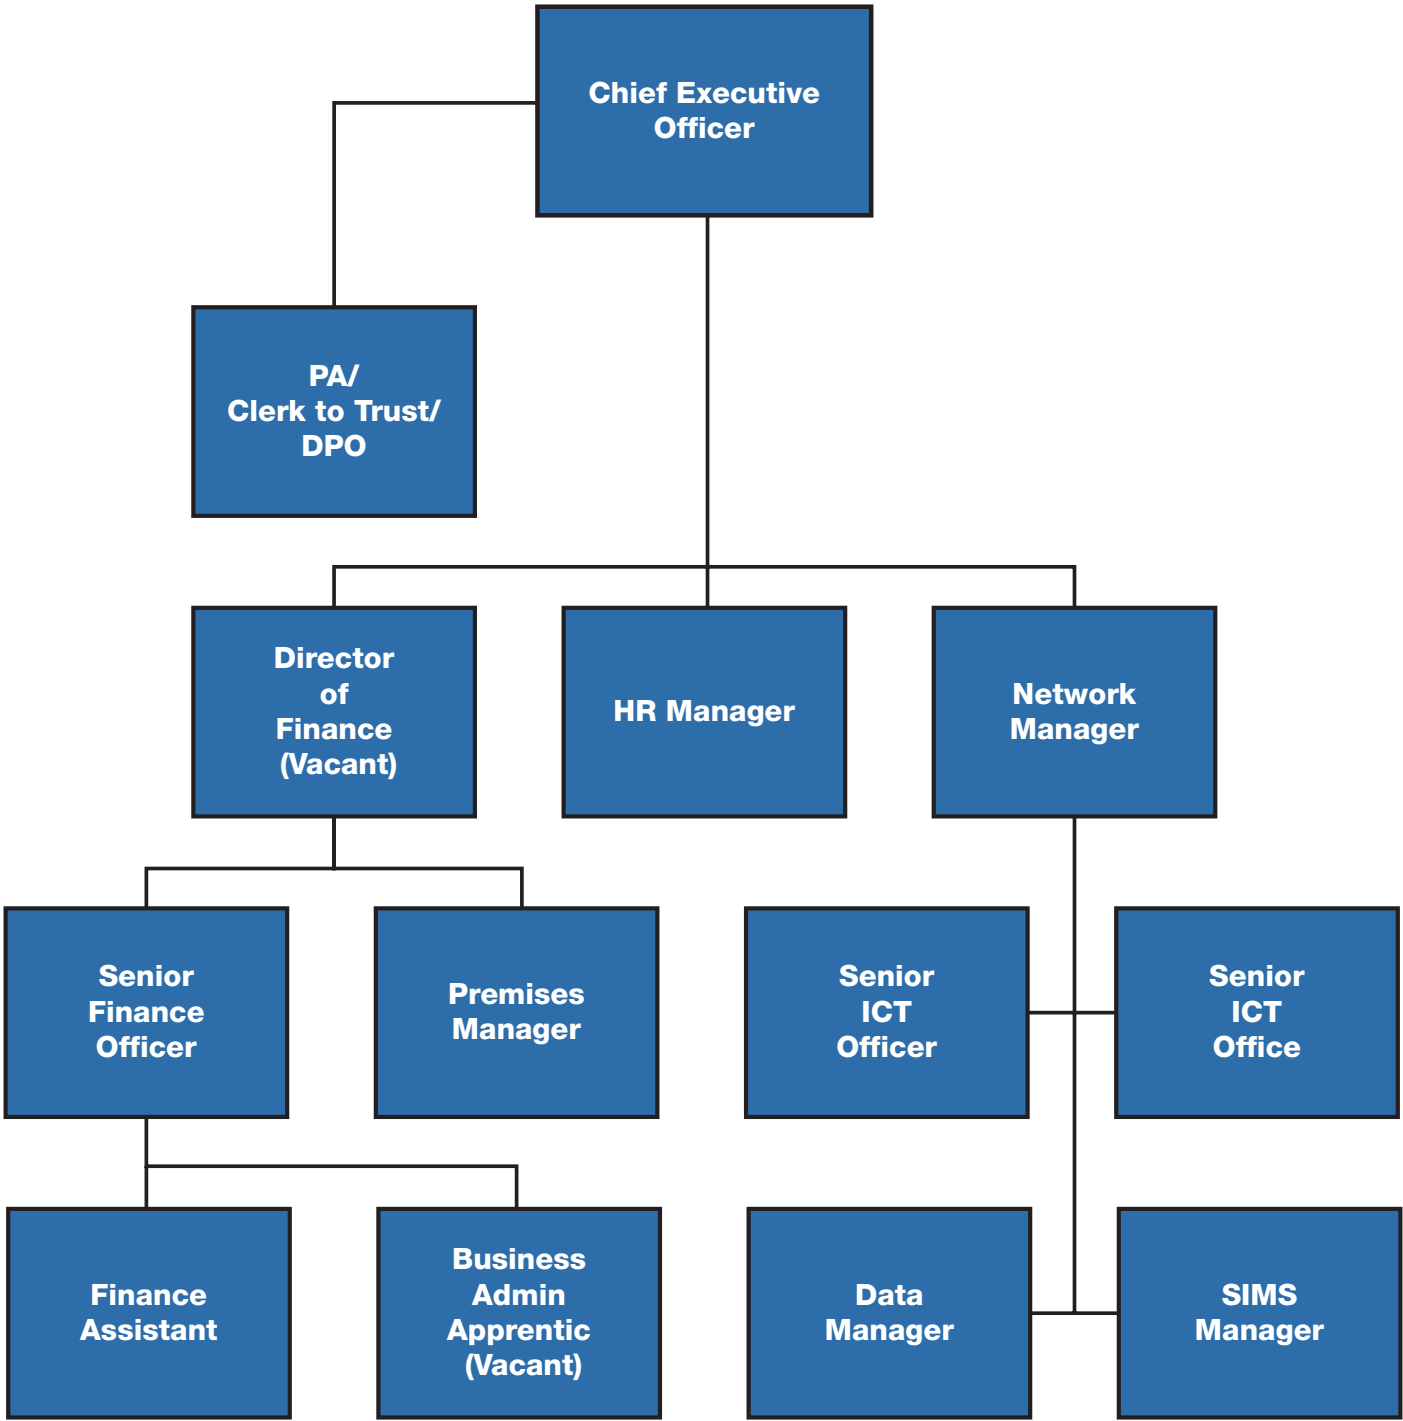 Chief Executive
Officer
PA/
Clerk to Trust/
DPO
Director
of
Finance
(Vacant)
HR Manager
Network
Manager
Senior
Finance
Officer
Premises
Manager
Senior
ICT
Officer
Senior
ICT
Office
Finance
Assistant
Business
Admin
Apprentic
(Vacant)
Data
Manager
SIMS
Manager